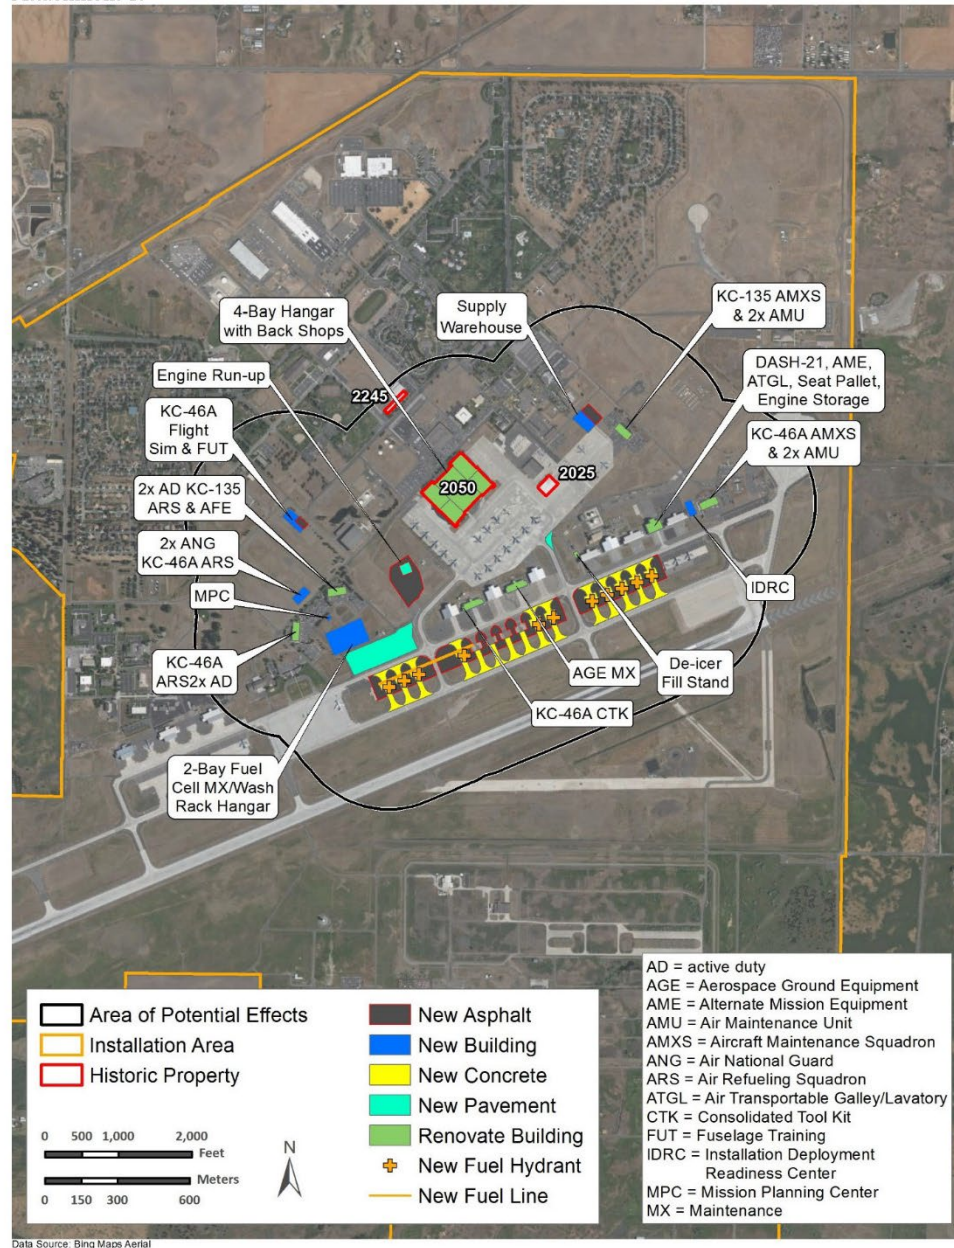 4-Bay Hangar
with Back Shops
Supply
Warehouse
KC-135 AMXS
& 2x AMU
Engine Run-up
DASH-21, AME,
ATGL, Seat Pallet,
Engine Storage
2245
KC-46A
Flight
Sim & FUT
KC-46A AMXS
& 2x AMU
2050
2025
2x AD KC-135
ARS & AFE
2x ANG
KC-46A ARS
MPC
IDRC
KC-46A
ARS2x AD
AGE MX
De-icer
Fill Stand
KC-46A CTK
2-Bay Fuel
Cell MX/Wash
Rack Hangar
Area of Potential Effects
Installation Area
Historic Property
0 500 1,000 2,000
Feet
Meters
0 150 300 600
N
New Asphalt
New Building
New Concrete
New Pavement
Renovate Building
New Fuel Hydrant
New Fuel Line
AD = active duty
AGE = Aerospace Ground Equipment
AME = Alternate Mission Equipment
AMU = Air Maintenance Unit
AMXS = Aircraft Maintenance Squadron
ANG = Air National Guard
ARS = Air Refueling Squadron
ATGL = Air Transportable Galley/Lavatory
CTK = Consolidated Tool Kit
FUT = Fuselage Training
IDRC = Installation Deployment
Readiness Center
MPC = Mission Planning Center
MX = Maintenance
Data Source: Bing Maps Aerial